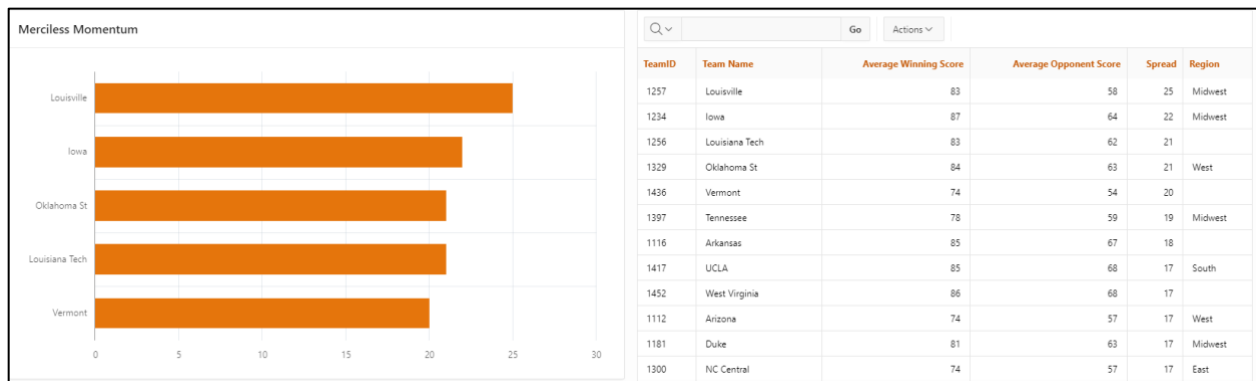 Merciless Momentum
Louisville
Iowa
Oklahoma St
Louisiana Tech
Vermont
0 5 10 15 20 25 30
Go Actions
TeamID Team Name Average Winning Score Average Opponent Score Spread Region
1257 Louisville 83 58 25 Midwest
1234 Iowa 87 64 22 Midwest
1256 Louisiana Tech 83 62 21
1329 Oklahoma St 84 63 21 West
1436 Vermont 74 54 20
1397 Tennessee 78 59 19 Midwest
1116 Arkansas 85 67 18
1417 UCLA 85 68 17 South
1452 West Virginia 86 68 17
1112 Arizona 74 57 17 West
1181 Duke 81 63 17 Midwest
1300 NC Central 74 57 17 East